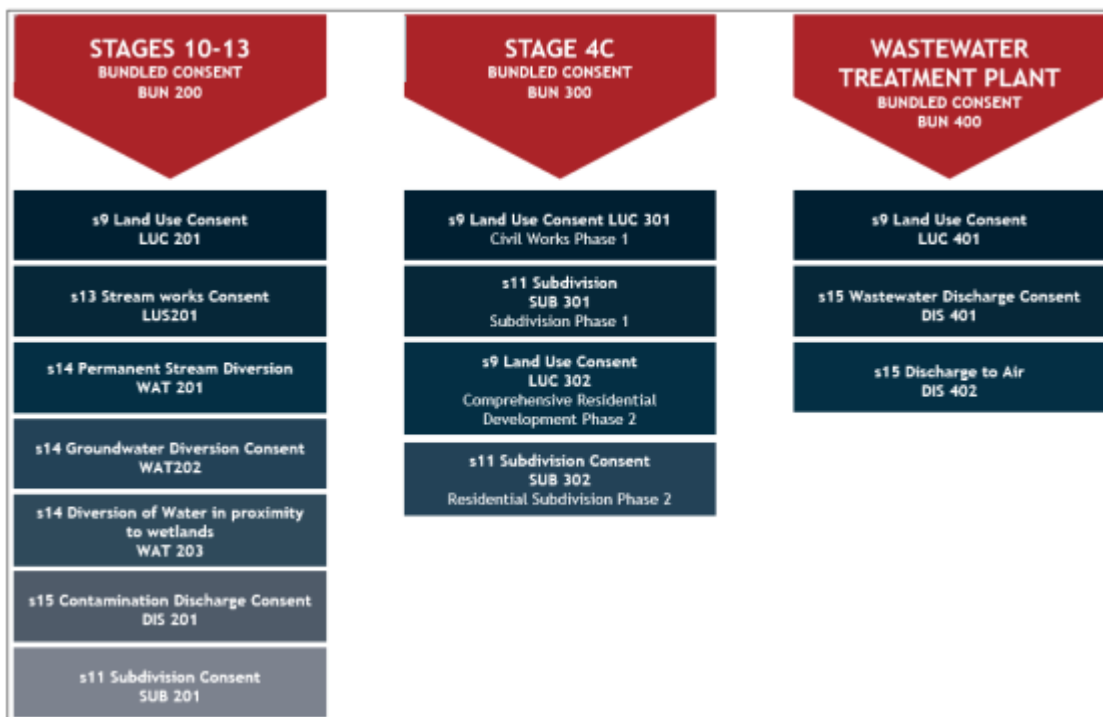 STAGES 10-13
BUNDLED CONSENT
BUN 200
s9 Land Use Consent
LUC 201
s13 Stream works Consent
LUS201
s14 Permanent Stream Diversion
WAT 201
s14 Groundwater Diversion Consent
WAT202
s14 Diversion of Water in proximity
to wetlands
WAT 203
s15 Contamination Discharge Consent
DIS 201
s11 Subdivision Consent
SUB 201
STAGE 4C
BUNDLED CONSENT
BUN 300
s9 Land Use Consent LUC 301
Civil Works Phase 1
s11 Subdivision
SUB 301
Subdivision Phase 1
s9 Land Use Consent
LUC 302
Comprehensive Residential
Development Phase 2
s11 Subdivision Consent
SUB 302
Residential Subdivision Phase 2
WASTEWATER
TREATMENT PLANT
BUNDLED CONSENT
BUN 400
s9 Land Use Consent
LUC 401
s15 Wastewater Discharge Consent
DIS 401
s15 Discharge to Air
DIS 402